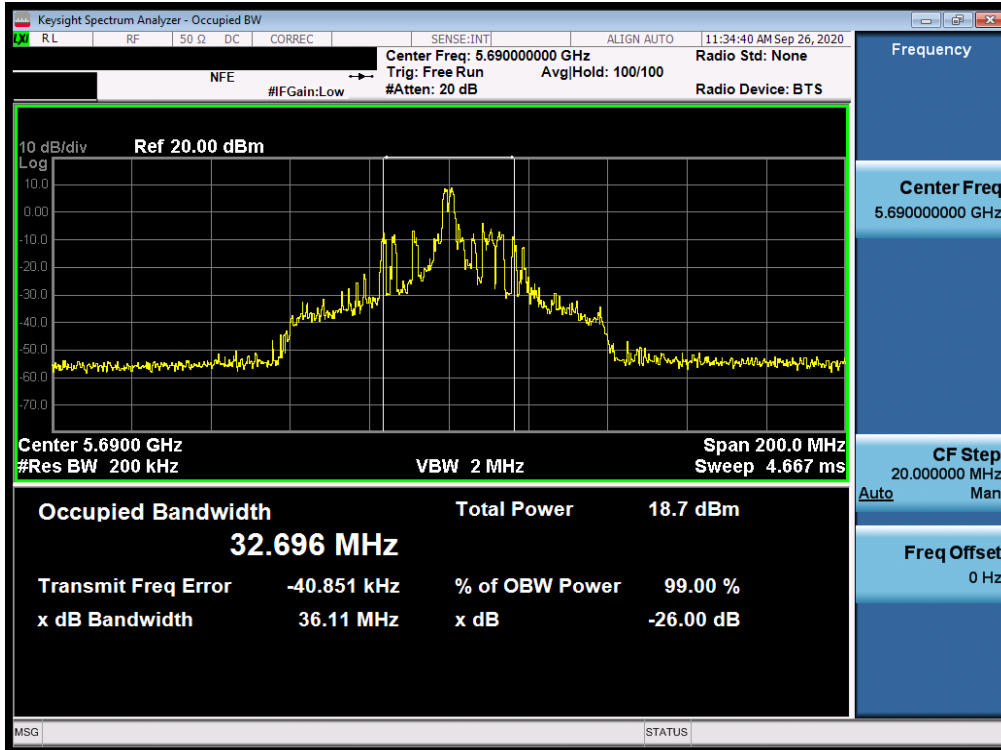 Keysight Spectrum Analyzer - Occupied BW
LXI RL RF 50 Ω DC CORREC SENSE:INT ALIGN AUTO 11:34:40 AM Sep 26, 2020
Center Freq: 5.690000000 GHz Radio Std: None
NFE Trig: Free Run Avg|Hold: 100/100
#IFGain:Low #Atten: 20 dB Radio Device: BTS
10 dB/div Ref 20.00 dBm
Log
10.0
0.00
-10.0
-20.0
-30.0
-40.0
-50.0
-60.0
-70.0
Center 5.6900 GHz Span 200.0 MHz
#Res BW 200 kHz VBW 2 MHz Sweep 4.667 ms
Occupied Bandwidth Total Power 18.7 dBm
32.696 MHz
Transmit Freq Error -40.851 kHz % of OBW Power 99.00 %
x dB Bandwidth 36.11 MHz x dB -26.00 dB
Frequency
Center Freq
5.690000000 GHz
CF Step
20.000000 MHz
Auto Man
Freq Offset
0 Hz
MSG STATUS